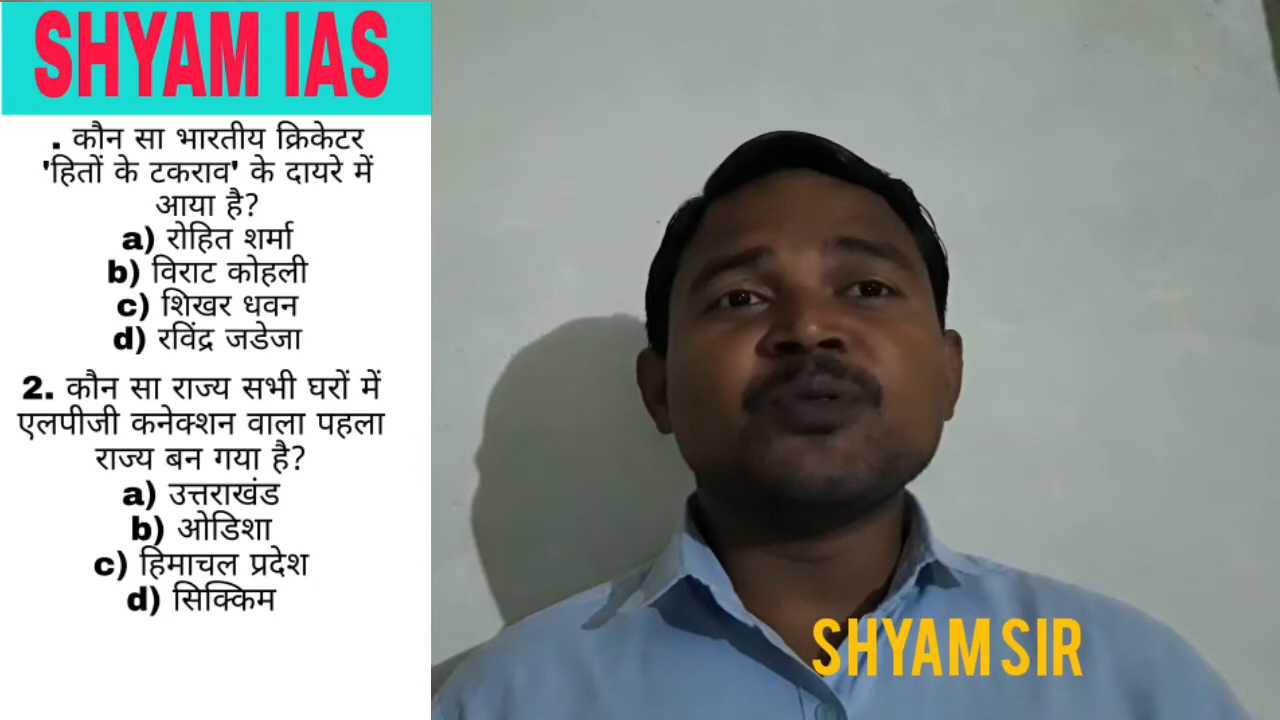 SHYAM IAS
. कौन सा भारतीय क्रिकेटर
'हितों के टकराव' के दायरे में
आया है?
a) रोहित शर्मा
b) विराट कोहली
c) शिखर धवन
d) रविंद्र जडेजा
2. कौन सा राज्य सभी घरों में
एलपीजी कनेक्शन वाला पहला
राज्य बन गया है?
a) उत्तराखंड
b) ओडिशा
c) हिमाचल प्रदेश
d) सिक्किम
SHYAM SIR